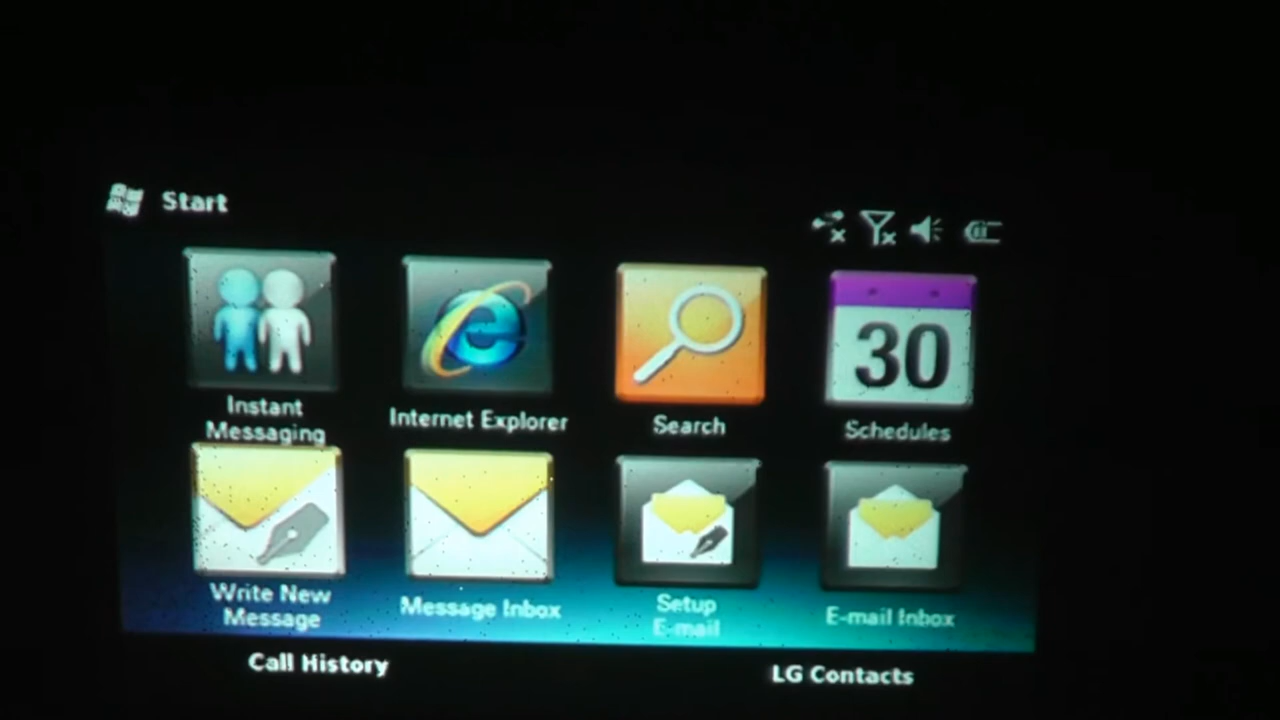 Start
Instant
Messaging
Internet Explorer
Search
30
Schedules
Write New
Message
Message Inbox
Setup
E-mail
E-mail Inbox
Call History
LG Contacts